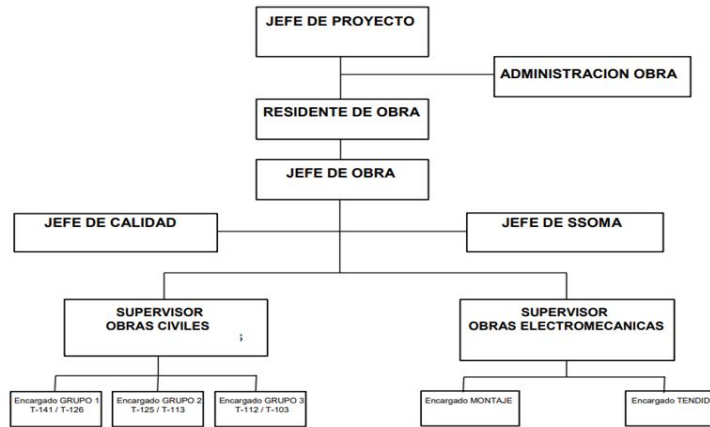 JEFE DE PROYECTO
ADMINISTRACION OBRA
RESIDENTE DE OBRA
JEFE DE OBRA
JEFE DE CALIDAD
JEFE DE SSOMA
SUPERVISOR
OBRAS CIVILES
SUPERVISOR
OBRAS ELECTROMECANICAS
Encargado GRUPO 1
T-141 / T-126
Encargado GRUPO 2
T-125 / T-113
Encargado GRUPO 3
T-112 / T-103
Encargado MONTAJE
Encargado TENDID